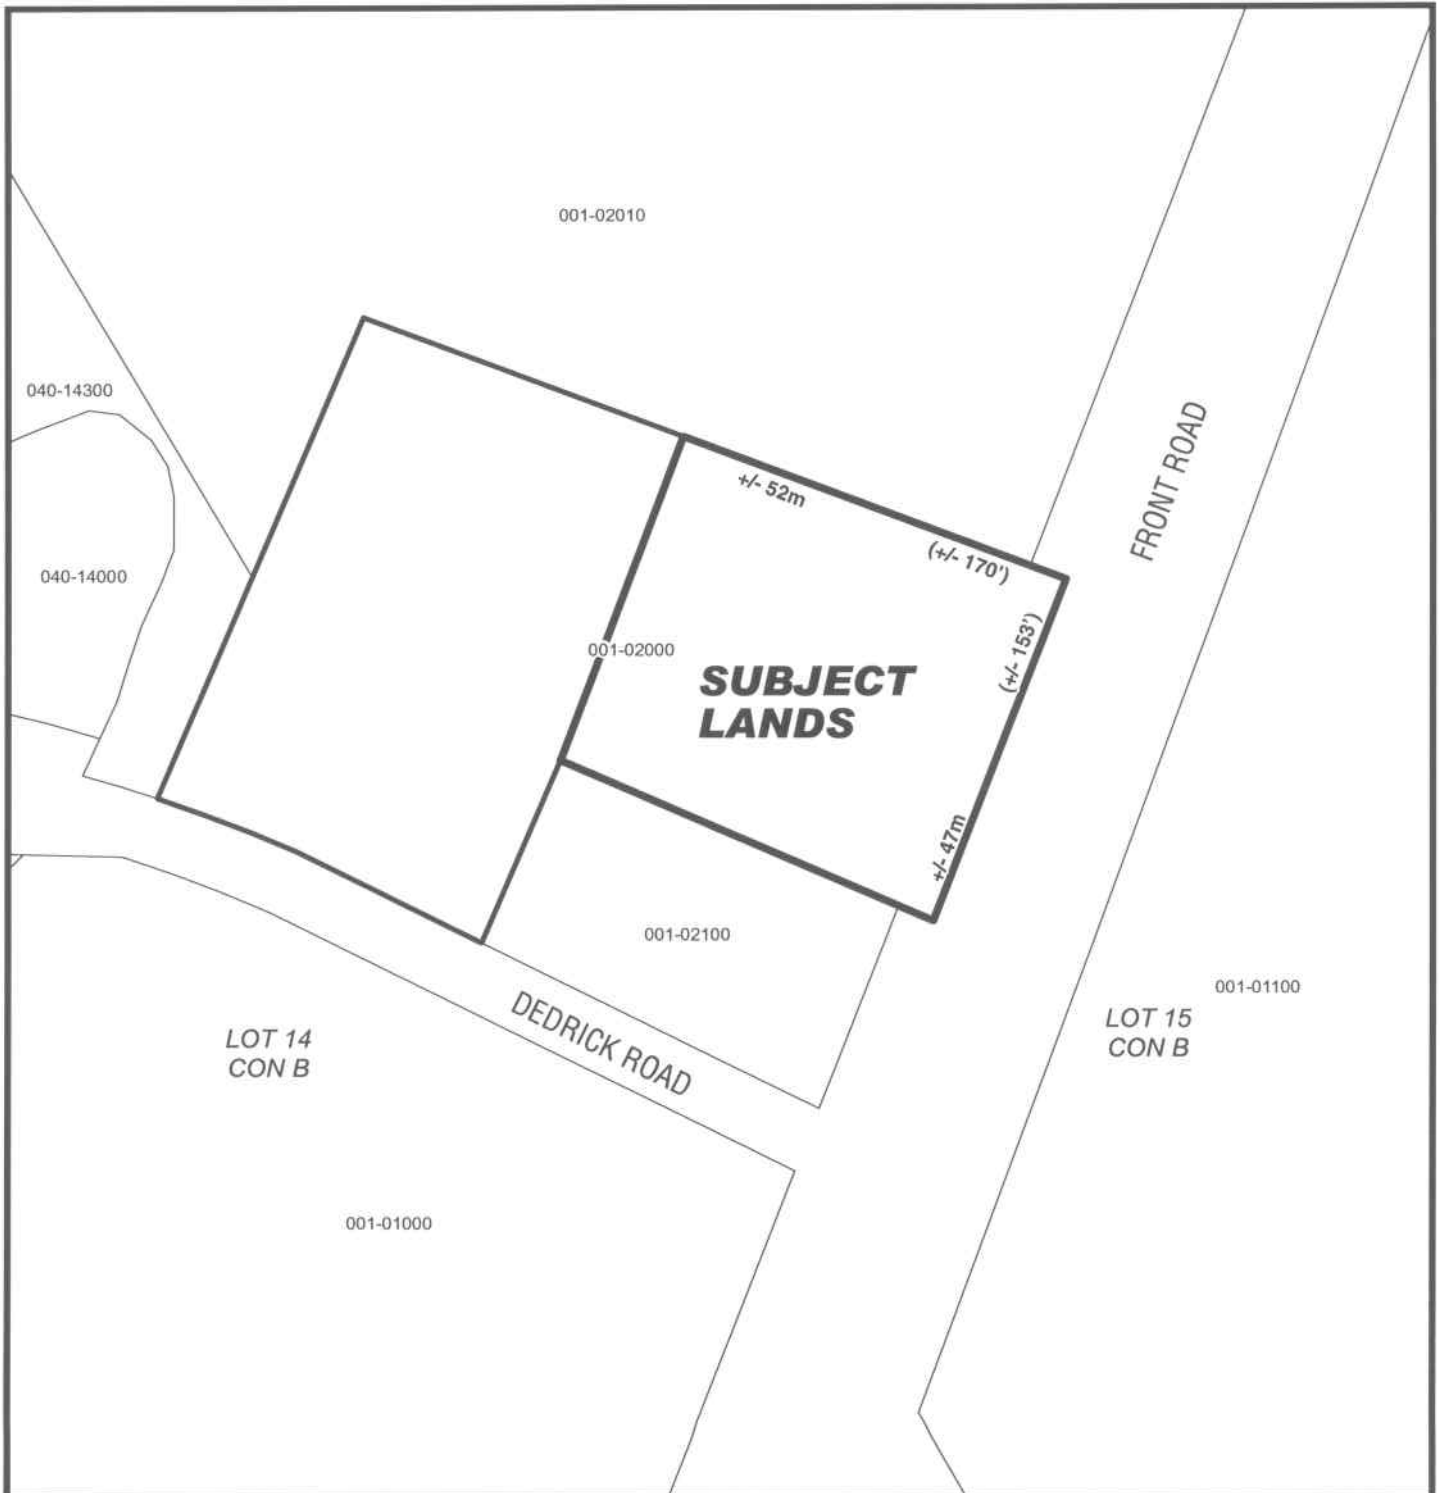 001-02010
040-14300
FRONT ROAD
+/- 52m
(+/- 170')
040-14000
(+/- 153')
001-02000
SUBJECT
LANDS
+/- 47m
001-02100
001-01100
DEDRICK ROAD
LOT 15
CON B
LOT 14
CON B
001-01000